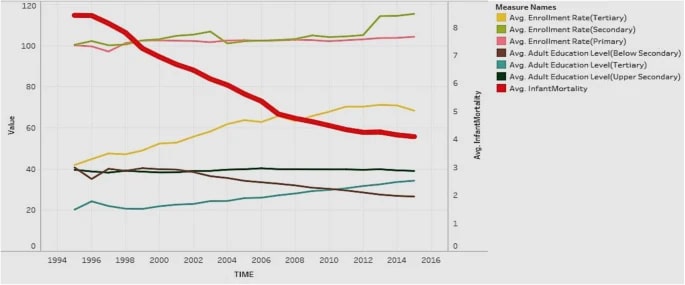 Measure Names
Avg. Enrollment Rate(Tertiary)
Avg. Enrollment Rate(Secondary)
Avg. Enrollment Rate(Primary)
Avg. Adult Education Level(Below Secondary)
Avg. Adult Education Level(Tertiary)
Avg. Adult Education Level(Upper Secondary)
Avg. InfantMortality
120
100
80
60
40
20
0
Value
8
7
6
5
4
3
2
1
0
Avg. InfantMortality
1994 1996 1998 2000 2002 2004 2006 2008 2010 2012 2014 2016
TIME